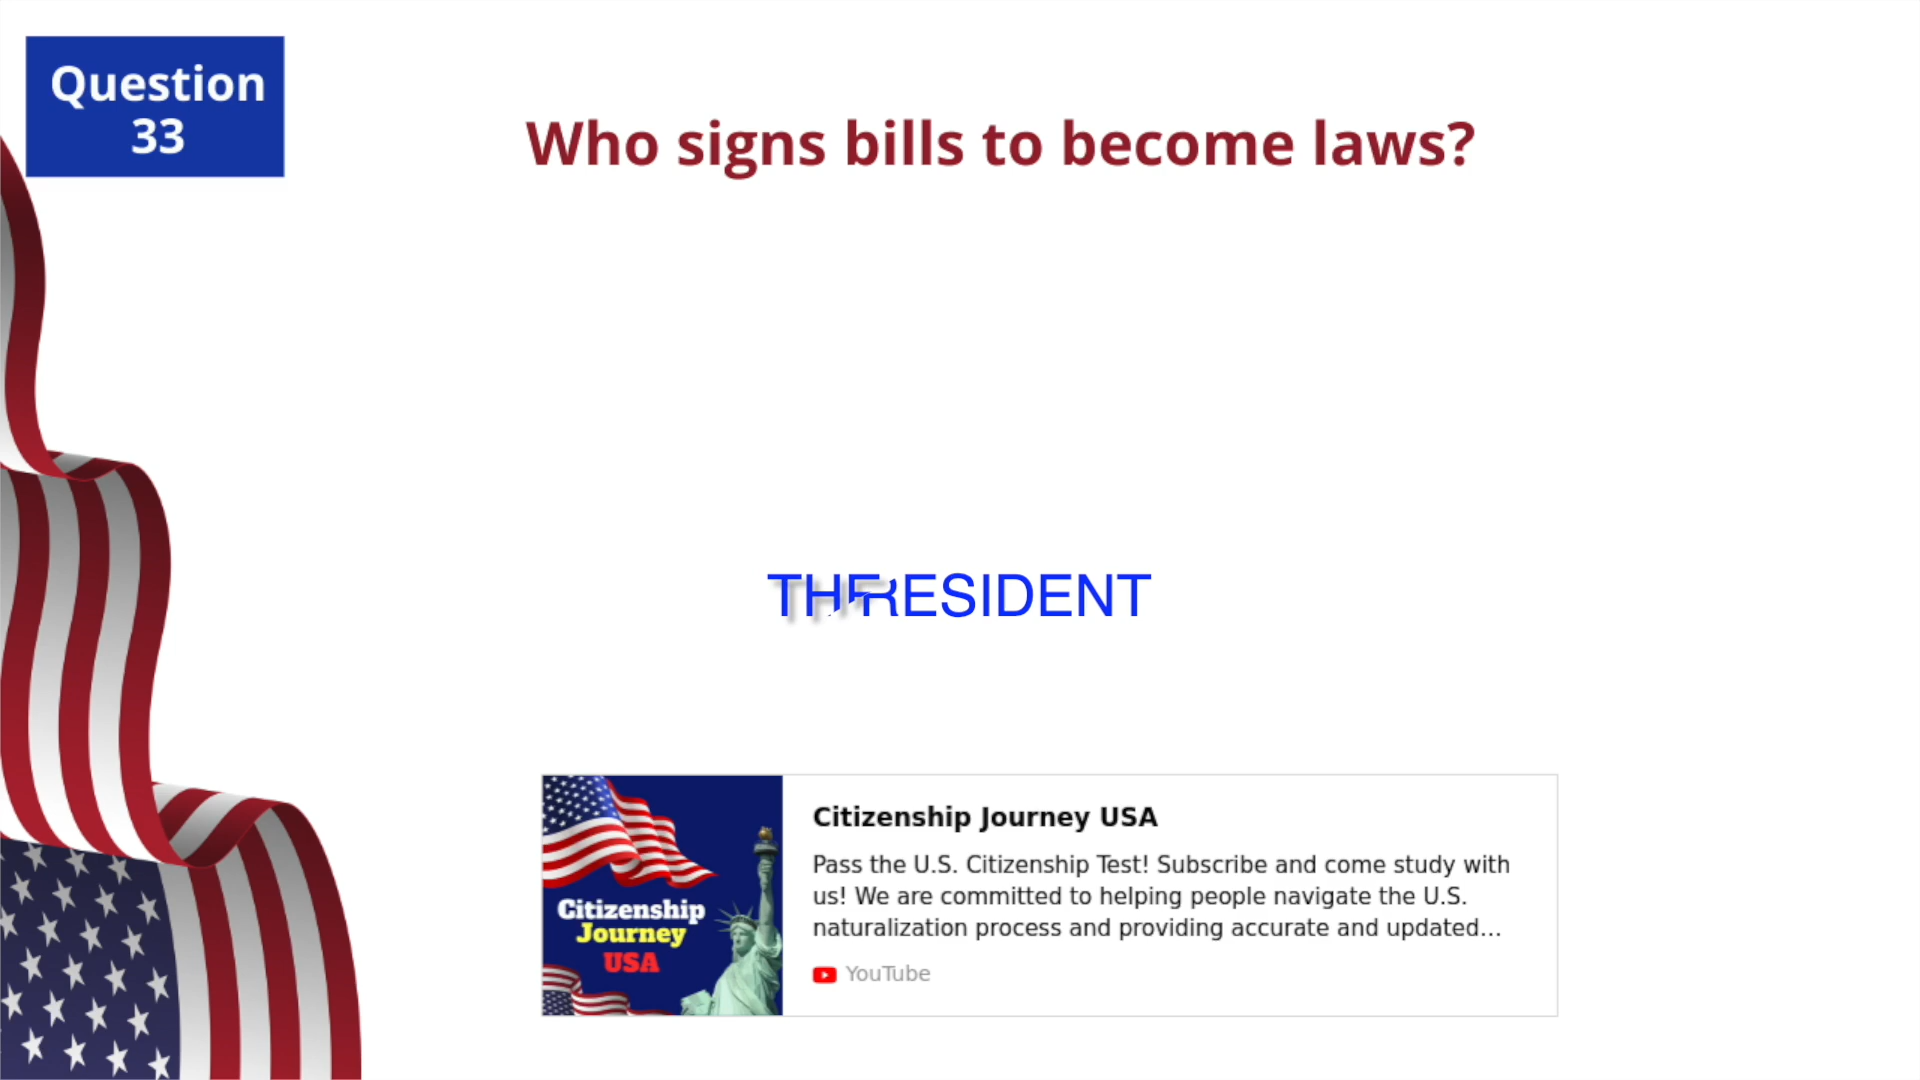 Question
33
Who signs bills to become laws?
RESIDENT
Citizenship Journey USA
Pass the U.S. Citizenship Test! Subscribe and come study with
us! We are committed to helping people navigate the U.S.
naturalization process and providing accurate and updated...
YouTube
Citizenship
Journey
USA